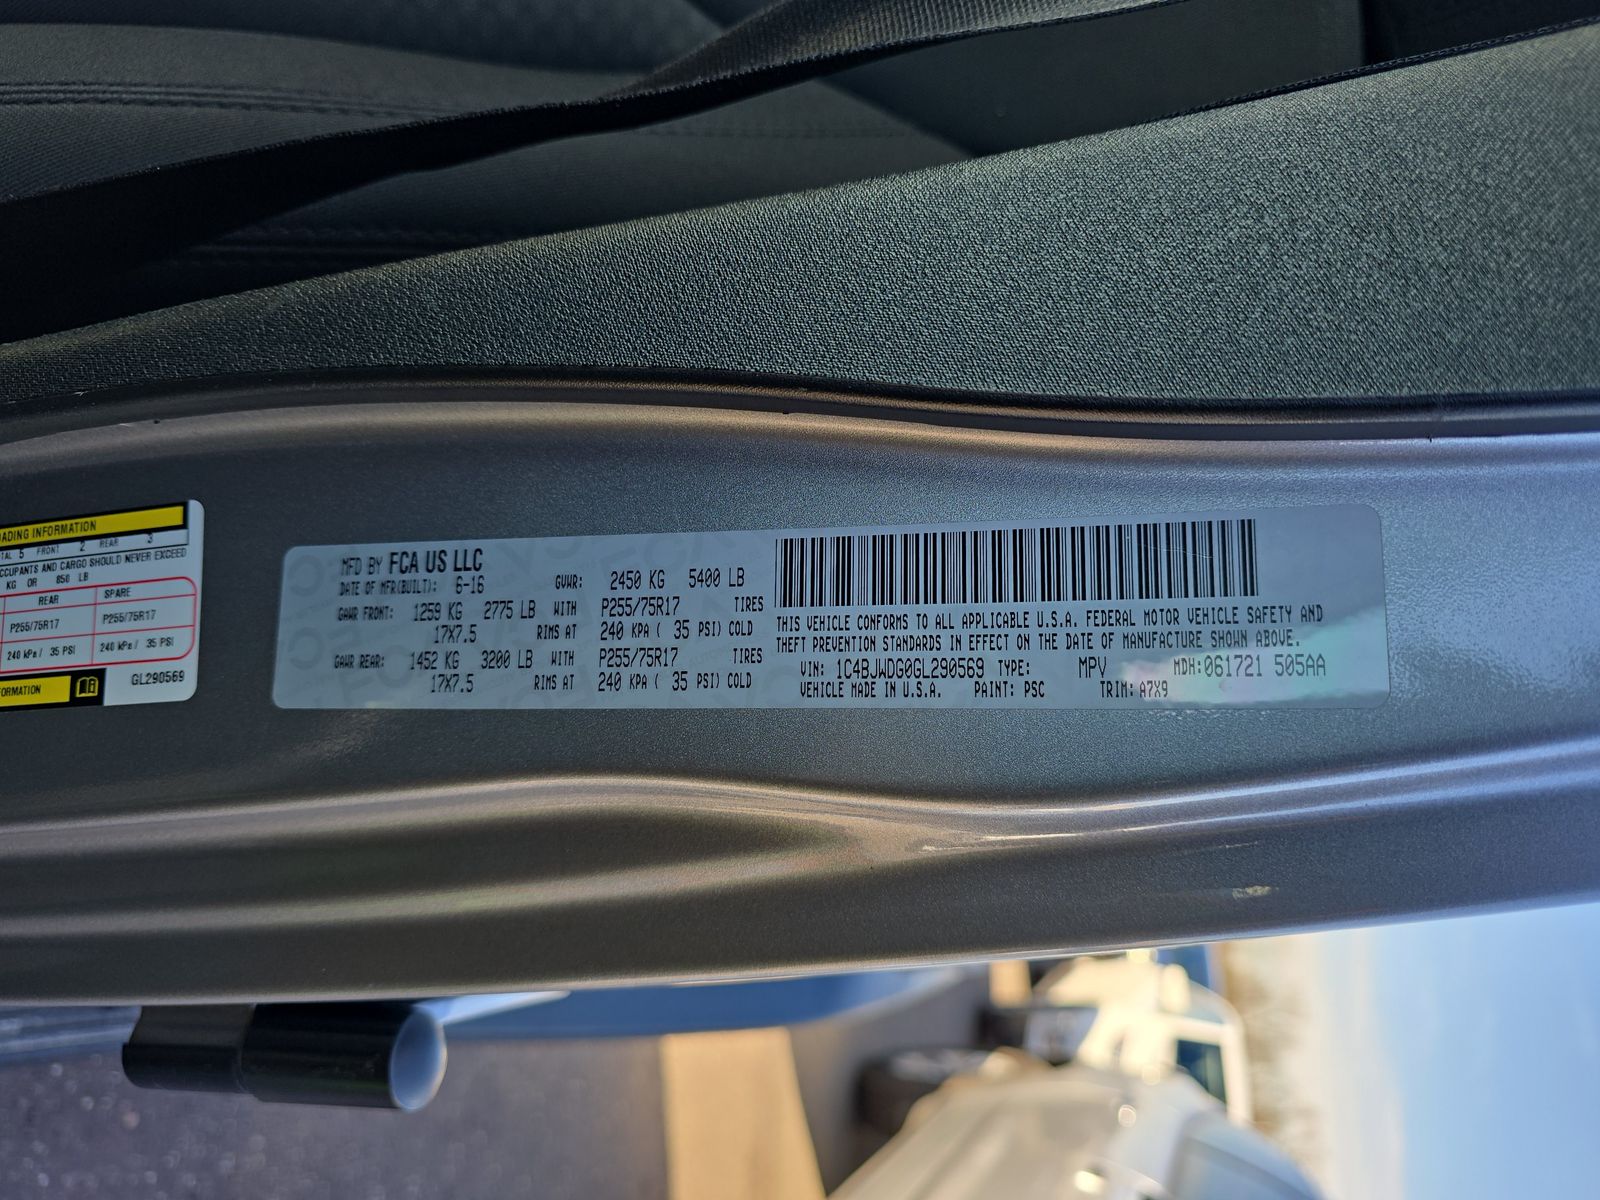 ADING INFORMATION
TAL 5 FRONT 2 REAR 3
CCUPANTS AND CARGO SHOULD NEVER EXCEED
KG OR 850 LB
REAR SPARE
P255/75R17 P255/75R17
240 kPa / 35 PSI 240 kPa / 35 PSI
FORMATION
GL290569
MFD BY FCA US LLC
DATE OF MFR(BUILT): 6-16 GVWR: 2450 KG 5400 LB
GAWR FRONT: 1259 KG 2775 LB WITH P255/75R17 TIRES
17X7.5 RIMS AT 240 KPA ( 35 PSI) COLD
GAWR REAR: 1452 KG 3200 LB WITH P255/75R17 TIRES
17X7.5 RIMS AT 240 KPA ( 35 PSI) COLD
THIS VEHICLE CONFORMS TO ALL APPLICABLE U.S.A. FEDERAL MOTOR VEHICLE SAFETY AND
THEFT PREVENTION STANDARDS IN EFFECT ON THE DATE OF MANUFACTURE SHOWN ABOVE.
VIN: 1C4BJWDG0GL290569 TYPE: MPV MDH: 061721 505AA
VEHICLE MADE IN U.S.A. PAINT: PSC TRIM: A7X9